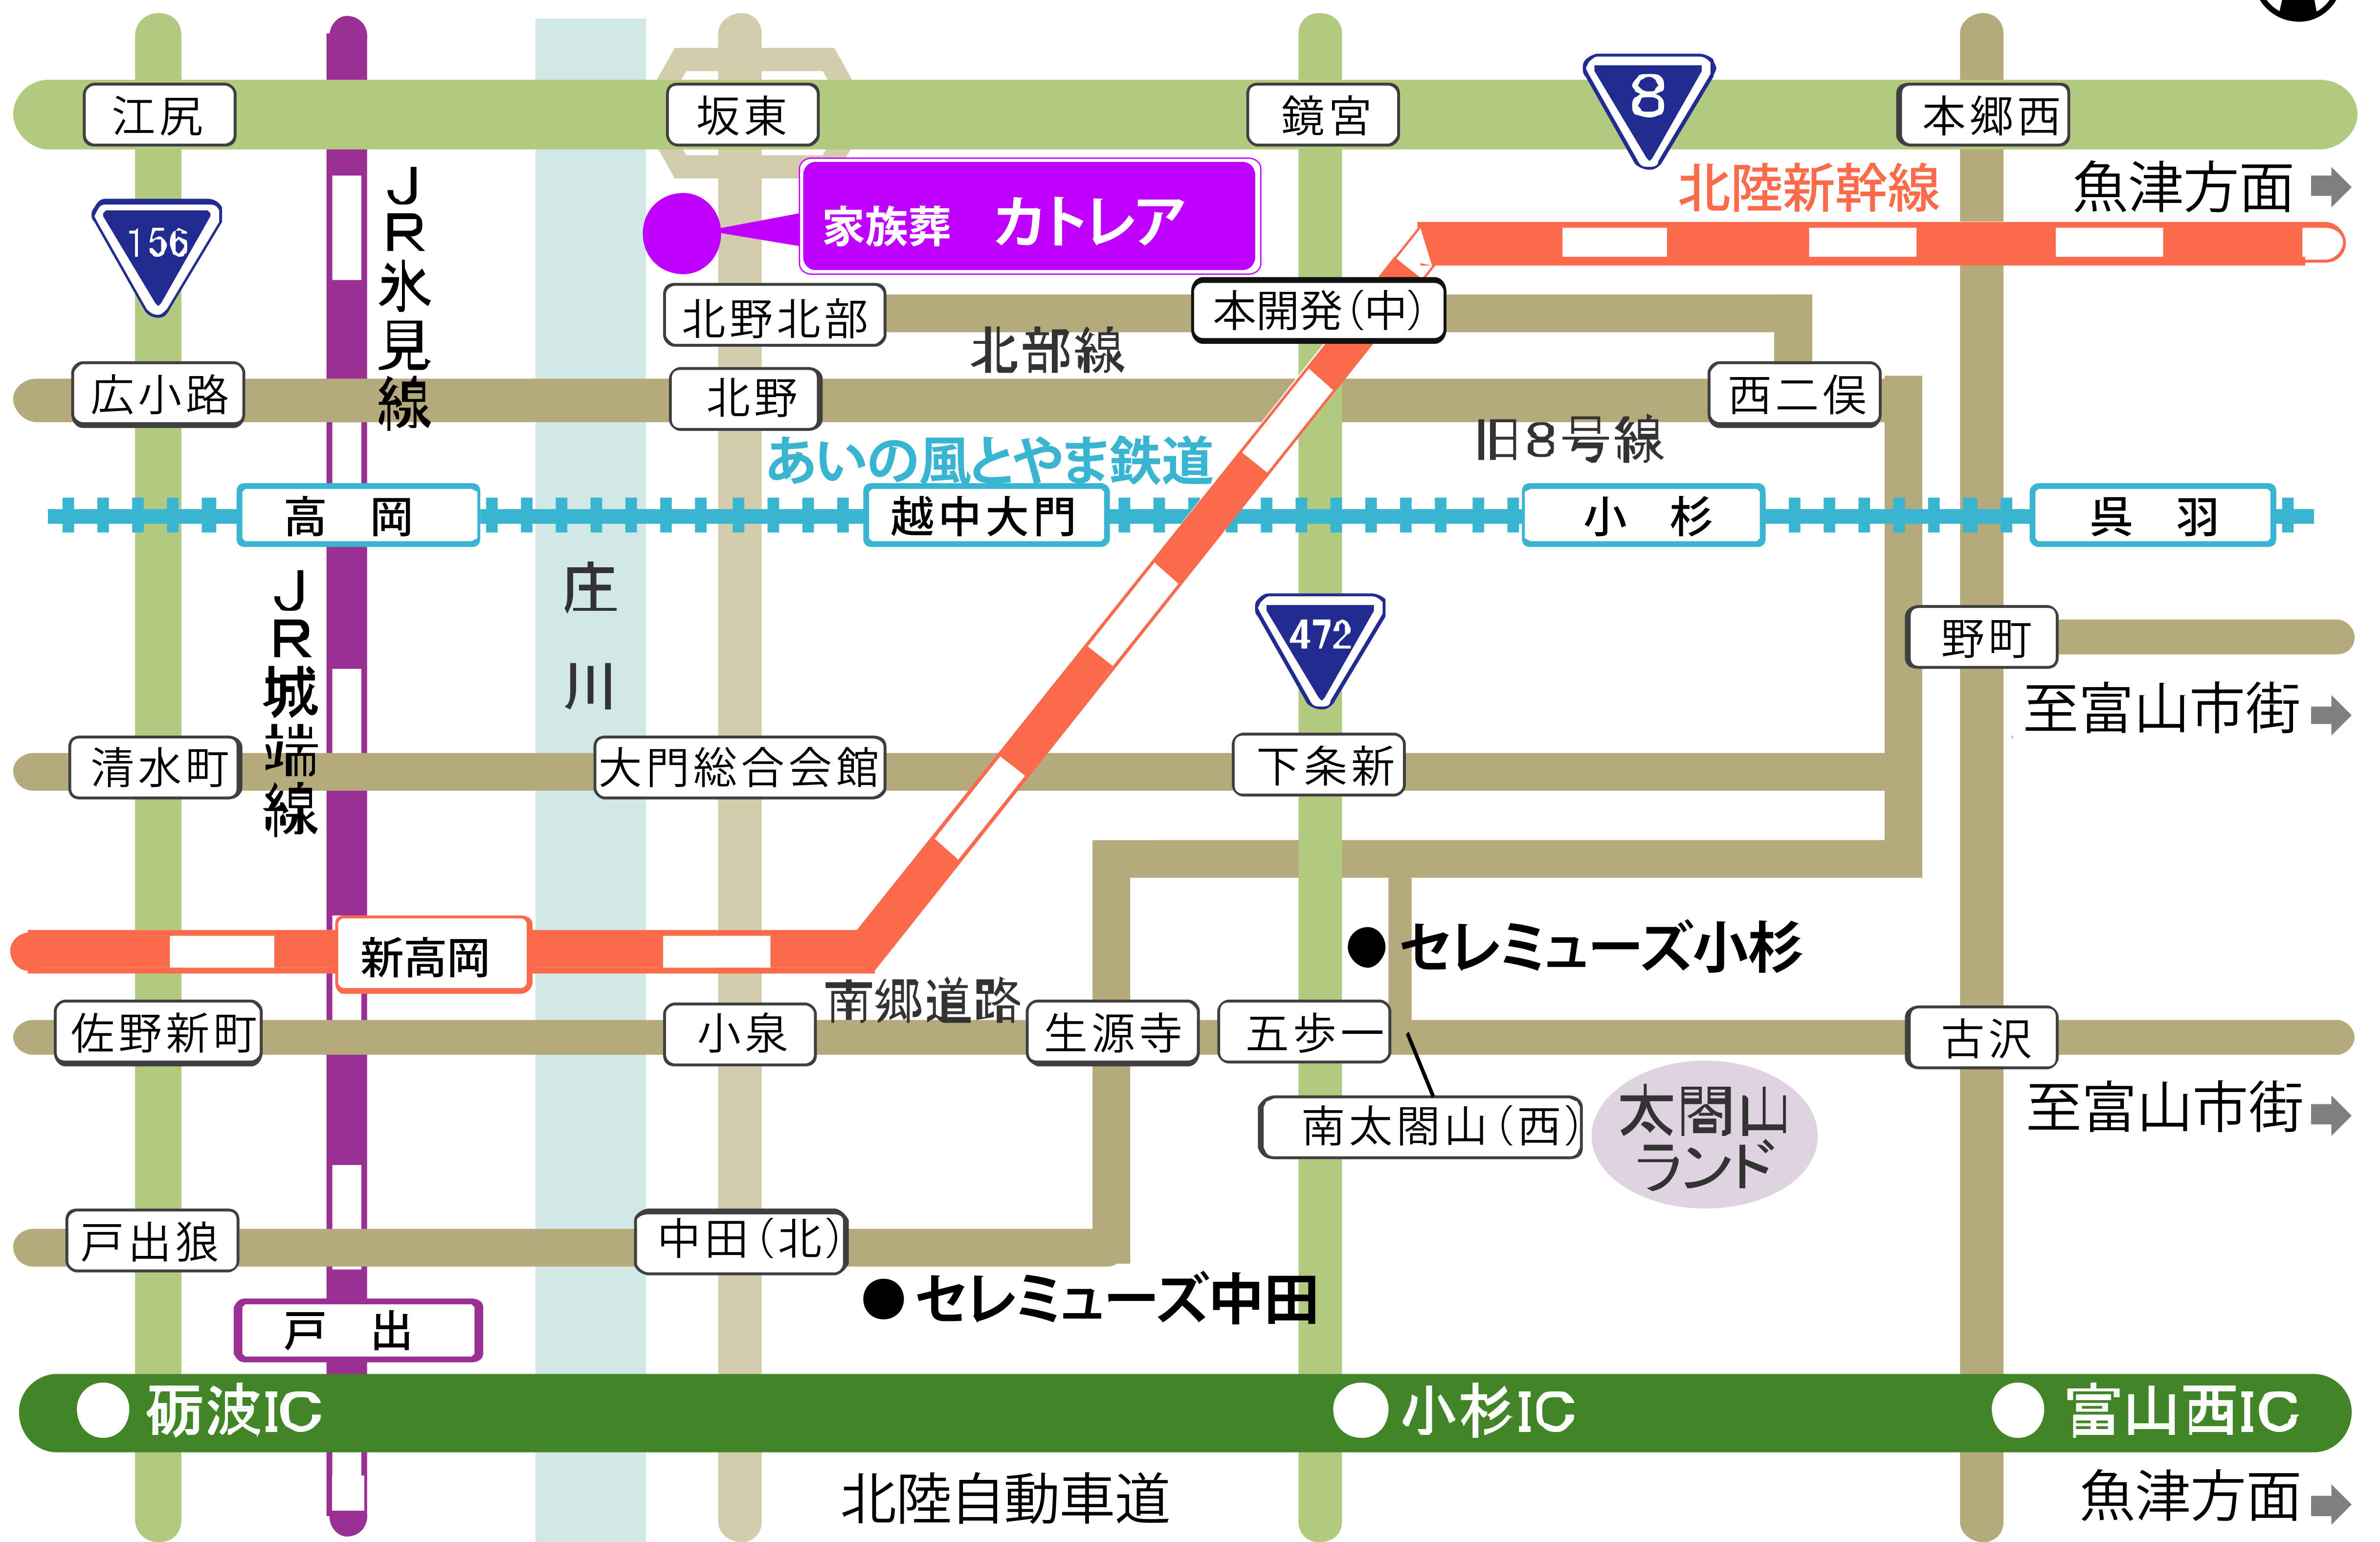 江尻
坂東
鏡宮
8
本郷西
北陸新幹線
魚津方面
156
JR氷見線
家族葬　カトレア
北野北部
本開発(中)
北部線
広小路
北野
西二俣
旧8号線
あいの風とやま鉄道
高　岡
越中大門
小　杉
呉　羽
JR城端線
庄川
472
野町
至富山市街
清水町
大門総合会館
下条新
セレミューズ小杉
新高岡
南郷道路
佐野新町
小泉
生源寺
五歩一
古沢
南太閤山(西)
太閤山
ランド
至富山市街
戸出狼
中田(北)
セレミューズ中田
戸　出
砺波IC
小杉IC
富山西IC
北陸自動車道
魚津方面